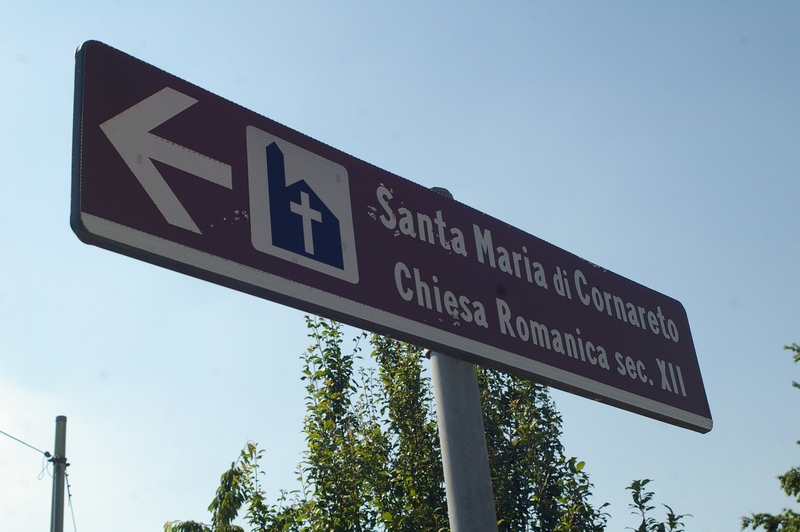 Santa Maria di Cornareto
Chiesa Romanica sec. XII